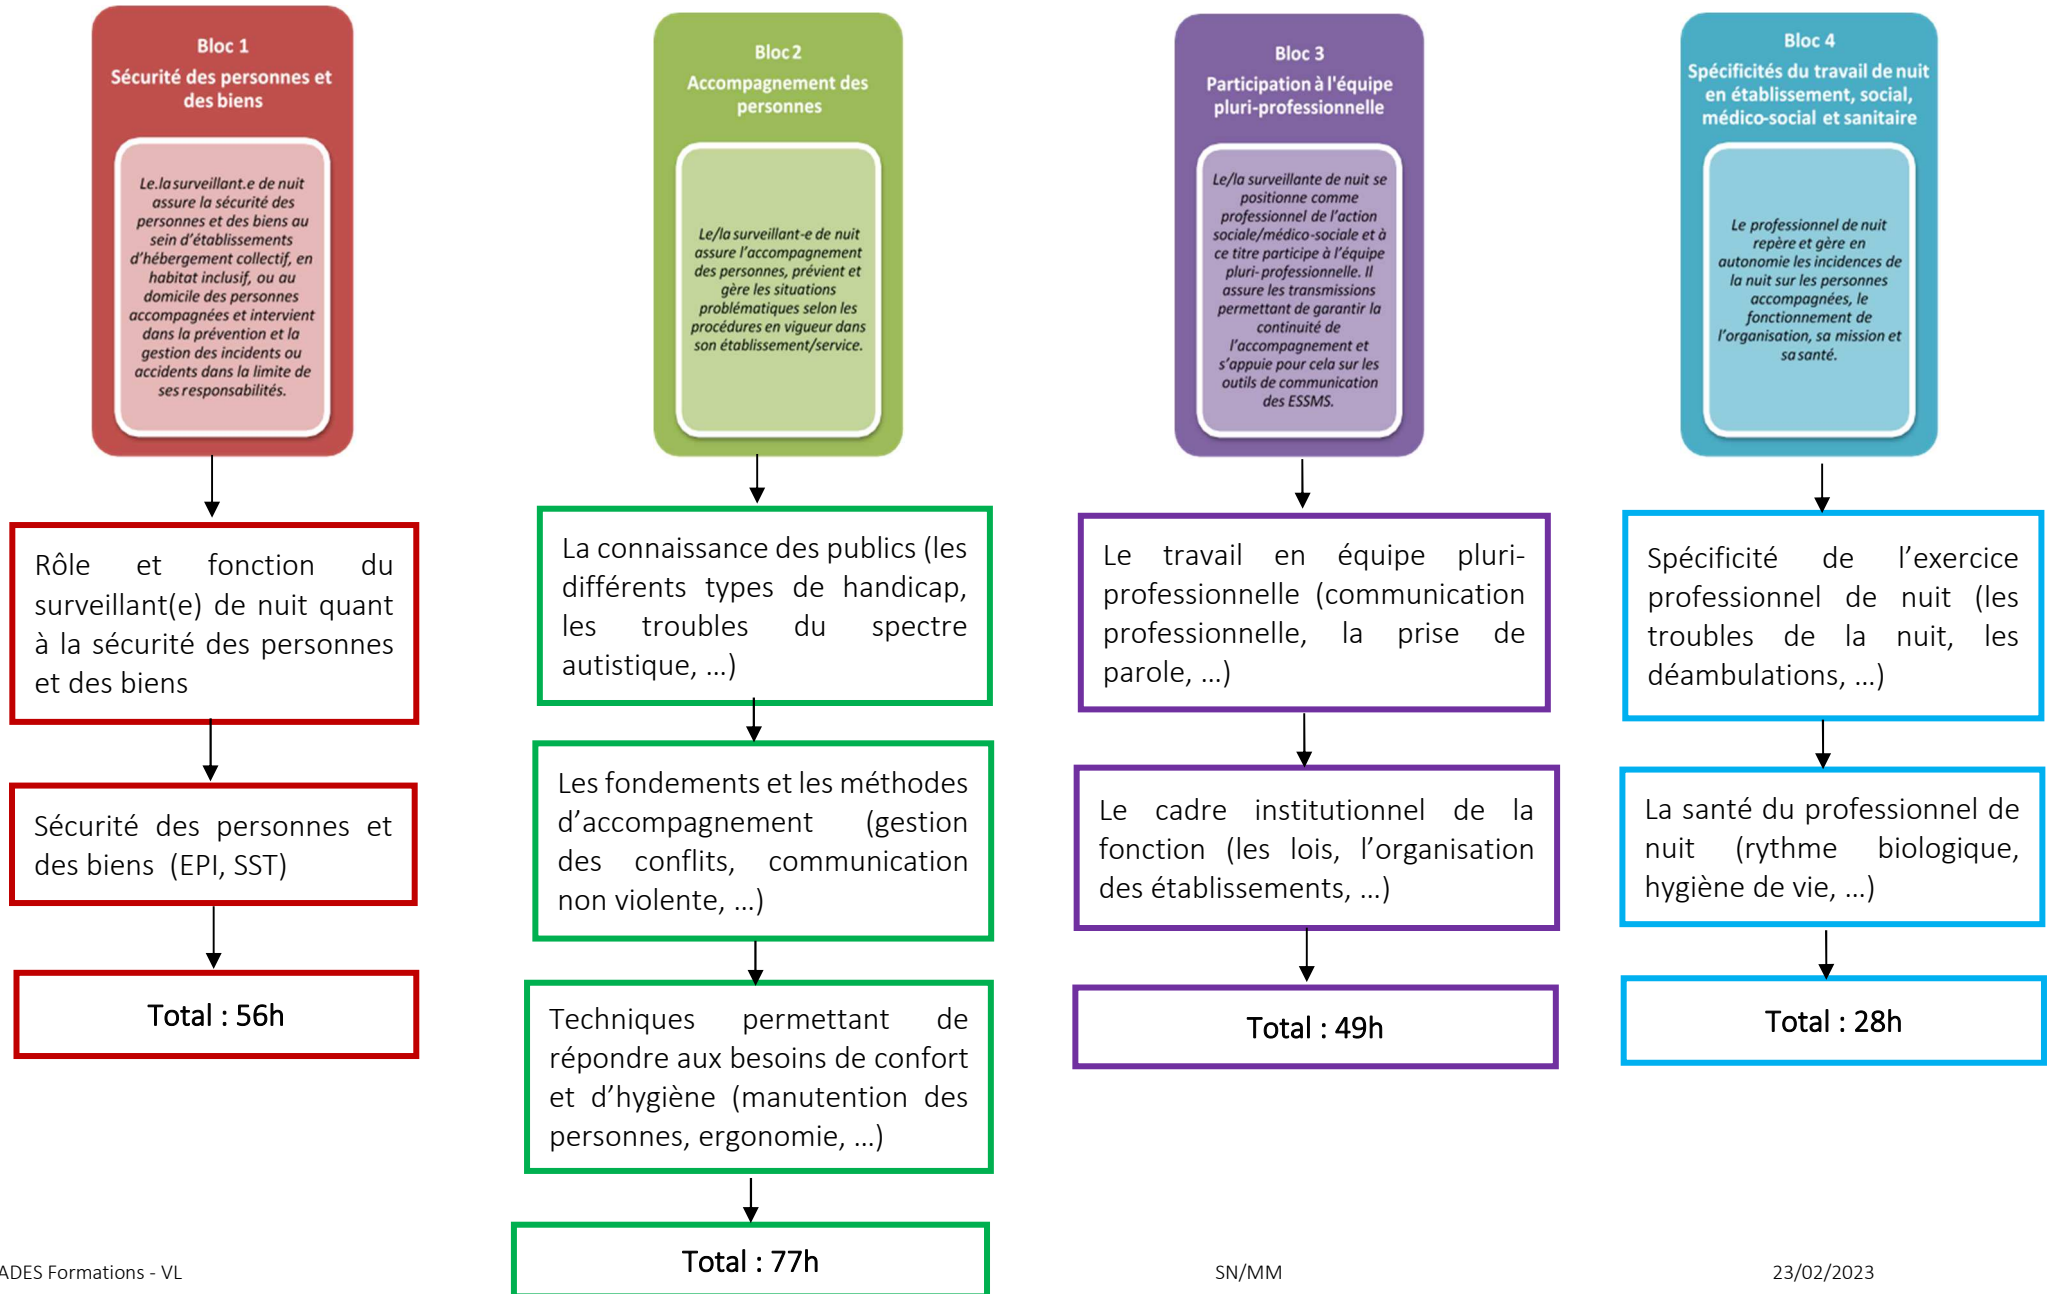 Bloc 1
Sécurité des personnes et
des biens
Le.la surveillant.e de nuit
assure la sécurité des
personnes et des biens au
sein d'établissements
d'hébergement collectif, en
habitat inclusif, ou au
domicile des personnes
accompagnées et intervient
dans la prévention et la
gestion des incidents ou
accidents dans la limite de
ses responsabilités.
Rôle et fonction du
surveillant(e) de nuit quant
à la sécurité des personnes
et des biens
Sécurité des personnes et
des biens (EPI, SST)
Total : 56h
Bloc 2
Accompagnement des
personnes
Le/la surveillant-e de nuit
assure l'accompagnement
des personnes, prévient et
gère les situations
problématiques selon les
procédures en vigueur dans
son établissement/service.
La connaissance des publics (les
différents types de handicap,
les troubles du spectre
autistique, …)
Les fondements et les méthodes
d'accompagnement (gestion
des conflits, communication
non violente, …)
Techniques permettant de
répondre aux besoins de confort
et d'hygiène (manutention des
personnes, ergonomie, …)
Total : 77h
Bloc 3
Participation à l'équipe
pluri-professionnelle
Le/la surveillante de nuit se
positionne comme
professionnel de l'action
sociale/médico-sociale et à
ce titre participe à l'équipe
pluri- professionnelle. Il
assure les transmissions
permettant de garantir la
continuité de
l'accompagnement et
s'appuie pour cela sur les
outils de communication
des ESSMS.
Le travail en équipe pluri-
professionnelle (communication
professionnelle, la prise de
parole, …)
Le cadre institutionnel de la
fonction (les lois, l'organisation
des établissements, …)
Total : 49h
Bloc 4
Spécificités du travail de nuit
en établissement, social,
médico-social et sanitaire
Le professionnel de nuit
repère et gère en
autonomie les incidences de
la nuit sur les personnes
accompagnées, le
fonctionnement de
l'organisation, sa mission et
sa santé.
Spécificité de l'exercice
professionnel de nuit (les
troubles de la nuit, les
déambulations, …)
La santé du professionnel de
nuit (rythme biologique,
hygiène de vie, …)
Total : 28h
ADES Formations - VL
SN/MM
23/02/2023